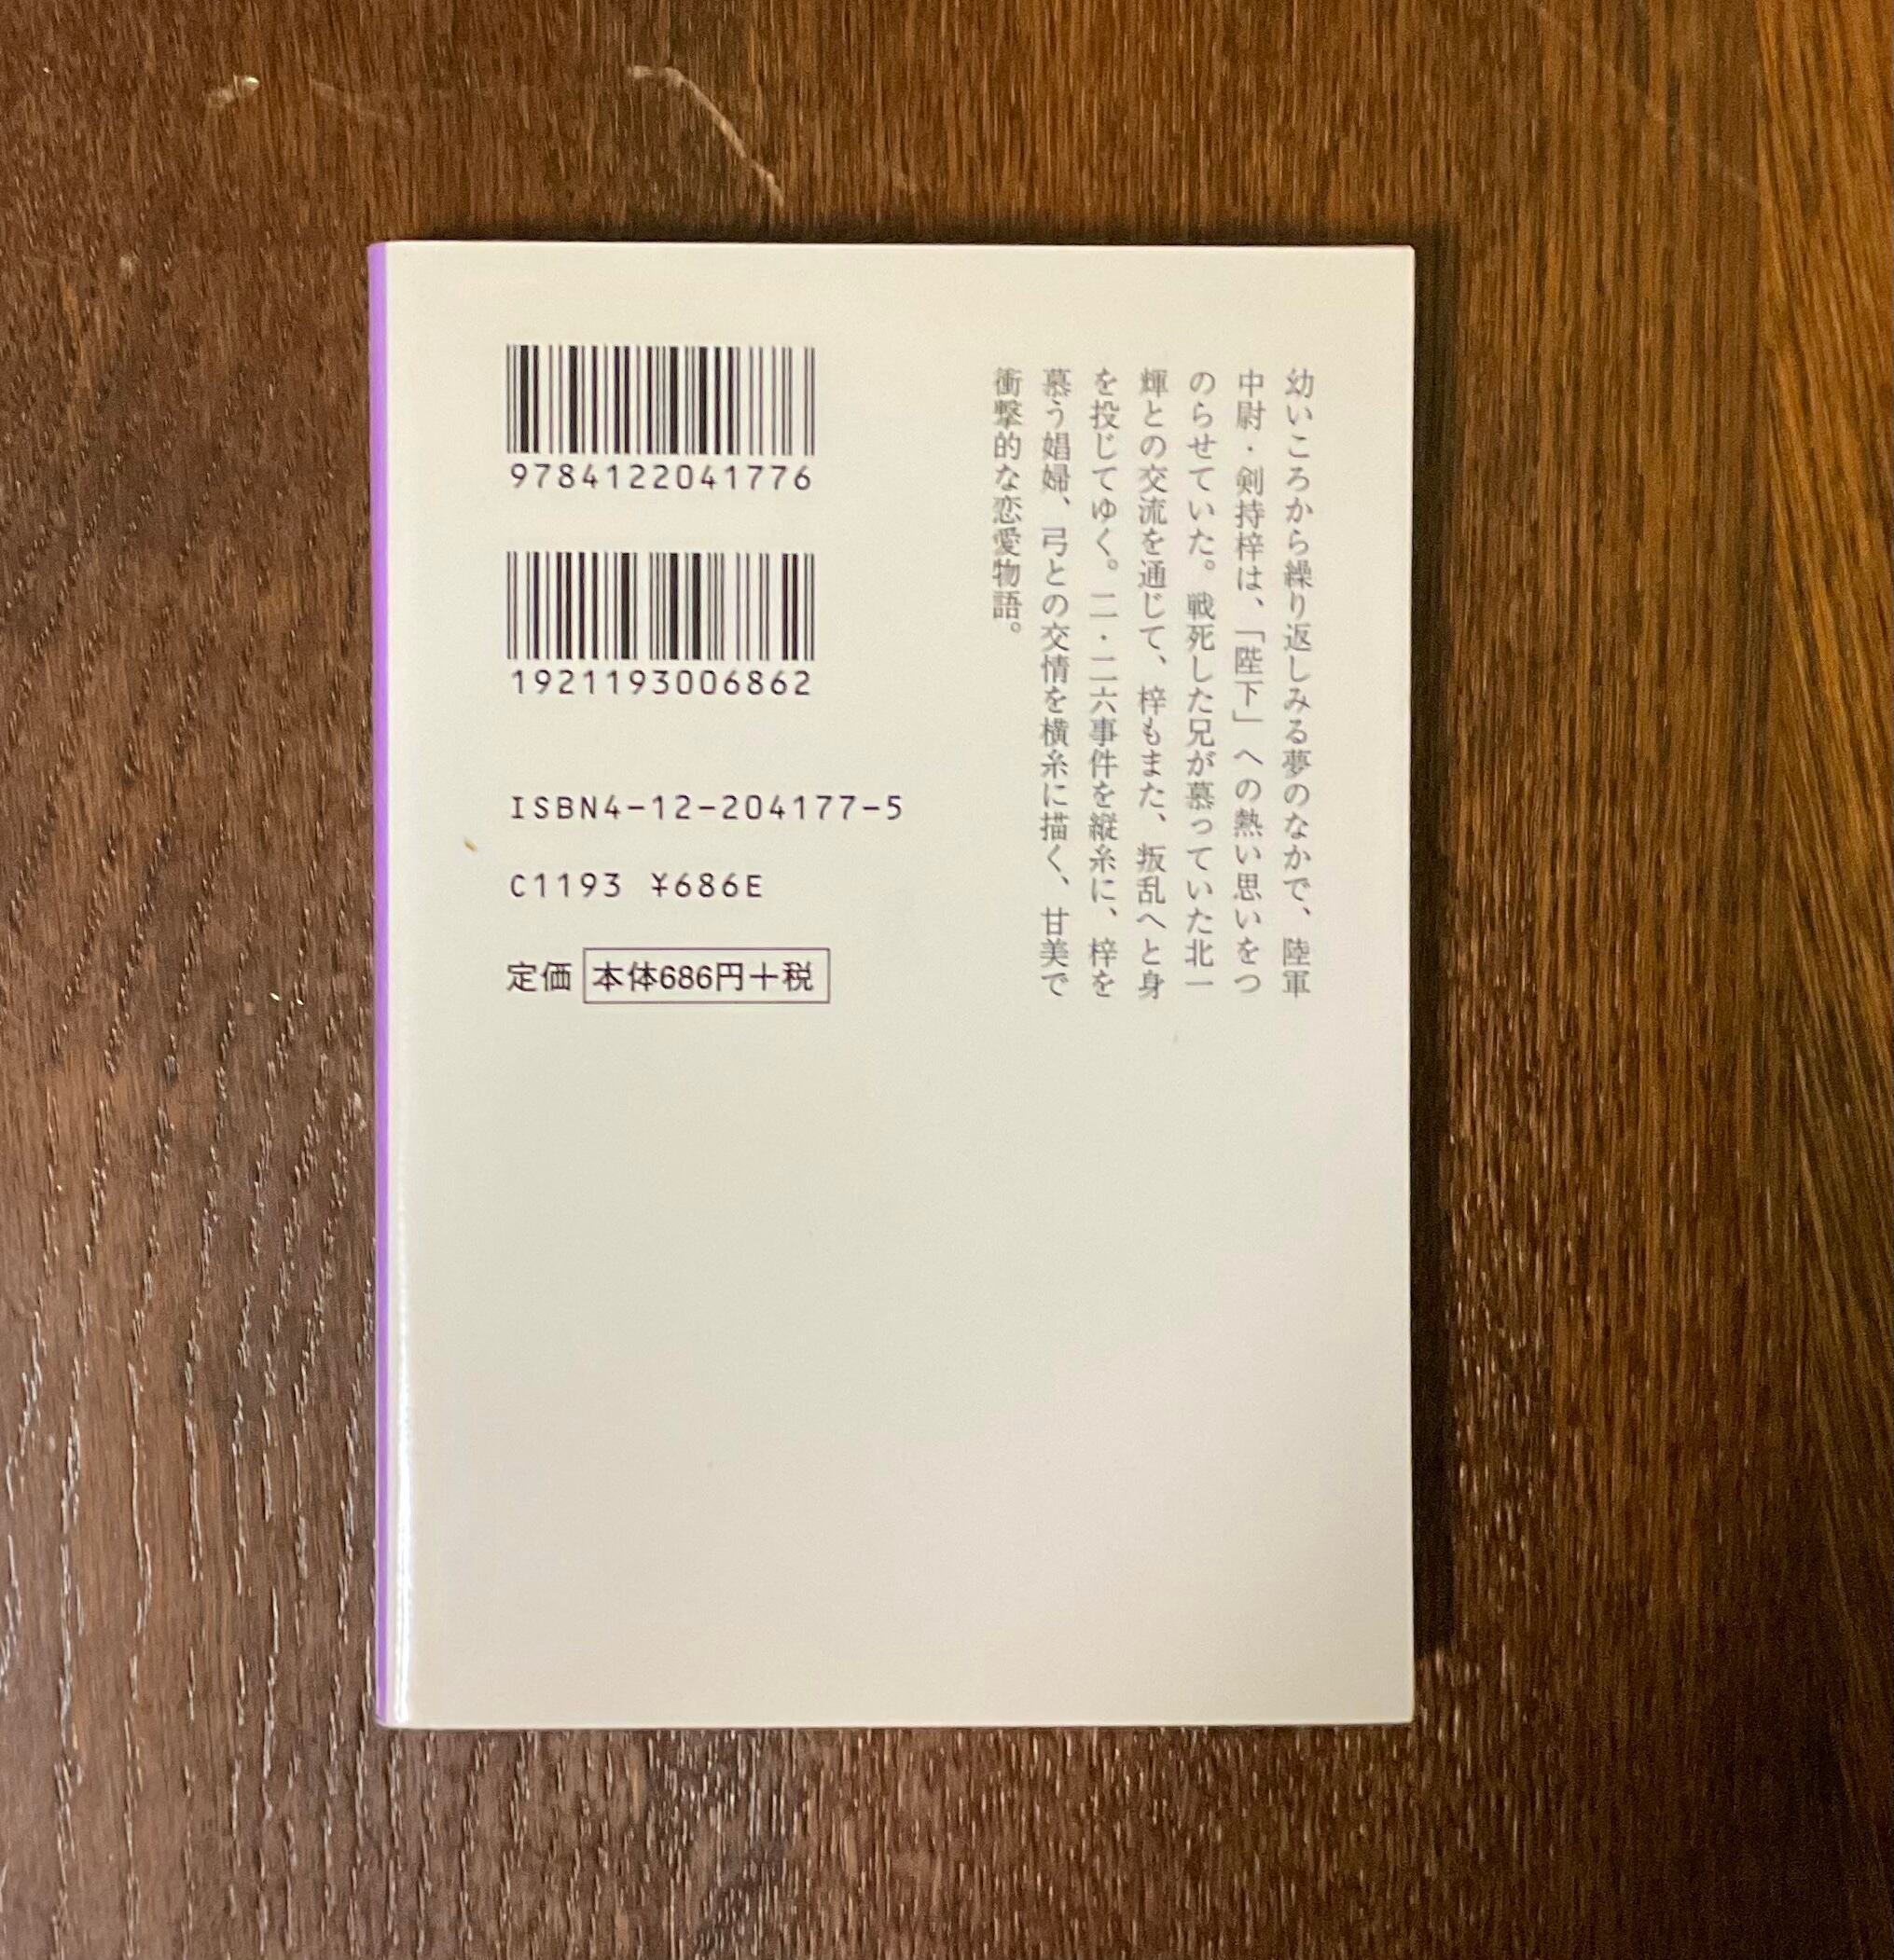 幼いころから繰り返しみる夢のなかで、陸軍
中尉・剣持梓は、「陛下」への熱い思いをつ
のらせていた。戦死した兄が慕っていた北一
輝との交流を通じて、梓もまた、叛乱へと身
を投じてゆく。二・二六事件を縦糸に、梓を
慕う娼婦、弓との交情を横糸に描く、甘美で
衝撃的な恋愛物語。
9784122041776
1921193006862
ISBN4-12-204177-5
C1193 ¥686E
定価 本体686円+税